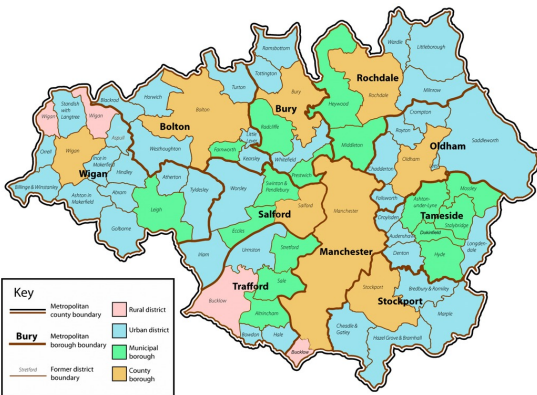 Ramsbottom
Wardle
Littleborough
Tottington
Bury
Rochdale
Rochdale
Wigan
Standish
with
Langtree
Wigan
Blackrod
Horwich
Turton
Bury
Heywood
Milnrow
Bolton
Bolton
Radcliffe
Crompton
Aspull
Little
Lever
Middleton
Royton
Orrell
Wigan
Westhoughton
Farnworth
Kearsley
Whitefield
Oldham
Oldham
Saddleworth
Ince-in
Makerfield
Hindley
Prestwich
Chadderton
Wigan
Billinge & Winstanley
Ashton-in
Makerfield
Abram
Atherton
Tyldesley
Worsley
Swinton &
Pendlebury
Failsworth
Mossley
Leigh
Salford
Salford
Manchester
Droylsden
Ashton-
under-Lyne
Tameside
Stalybridge
Golborne
Eccles
Audenshaw
Dukinfield
Irlam
Urmston
Stretford
Manchester
Denton
Hyde
Longden-
dale
Trafford
Sale
Bucklow
Stockport
Bredbury & Romiley
Stockport
Altrincham
Marple
Cheadle &
Gatley
Bowdon
Hale
Bucklow
Hazel Grove & Bramhall
Key
Metropolitan
county boundary
Rural district
Bury
Metropolitan
borough boundary
Urban district
Municipal
borough
Stretford
Former district
boundary
County
borough